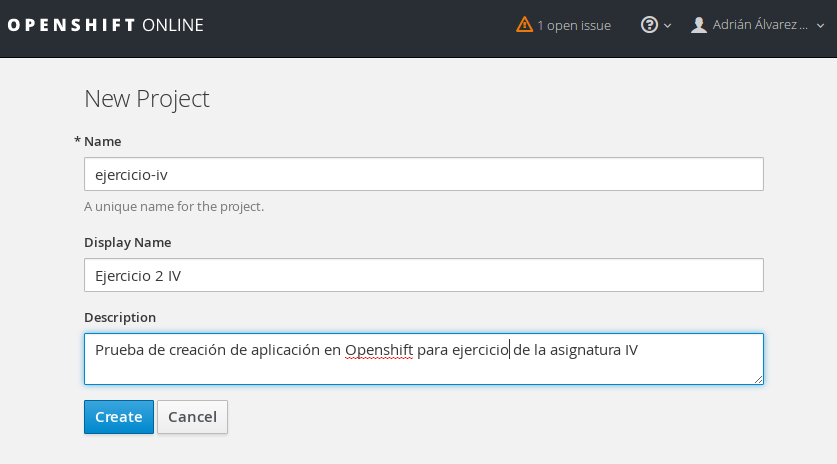 OPENSHIFT ONLINE
1 open issue
Adrián Álvarez ...
New Project
* Name
ejercicio-iv
A unique name for the project.
Display Name
Ejercicio 2 IV
Description
Prueba de creación de aplicación en Openshift para ejercicio de la asignatura IV
Create
Cancel